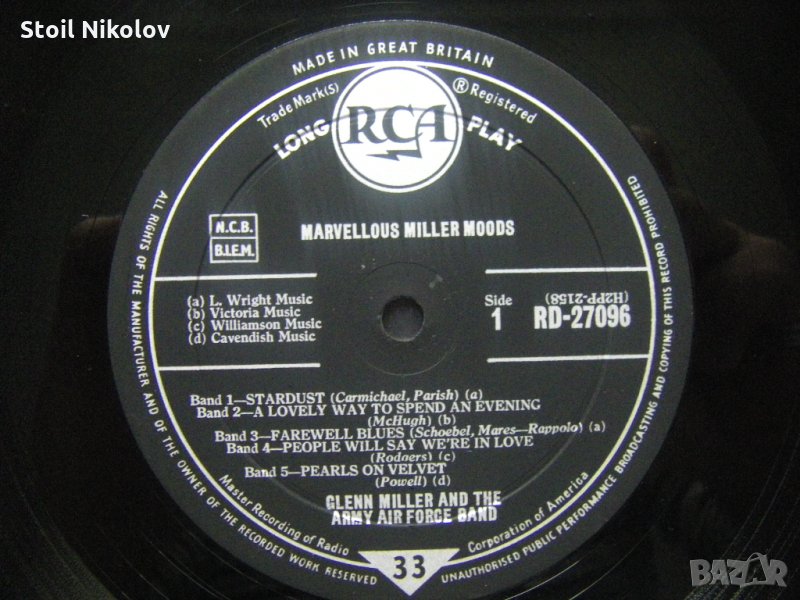 Stoil Nikolov
MADE IN GREAT BRITAIN
Trade Mark(s) ® Registered
LONG RCA PLAY
N.C.B.
B.I.E.M.
MARVELLOUS MILLER MOODS
(a) L. Wright Music
(b) Victoria Music
(c) Williamson Music
(d) Cavendish Music
Side
1
(H2PP-2158)
RD-27096
Band 1—STARDUST (Carmichael, Parish) (a)
Band 2—A LOVELY WAY TO SPEND AN EVENING
(McHugh) (b)
Band 3—FAREWELL BLUES (Schoebel, Mares—Rappolo) (a)
Band 4—PEOPLE WILL SAY WE'RE IN LOVE
(Rodners) (c)
Band 5—PEARLS ON VELVET
(Powell) (d)
GLENN MILLER AND THE
ARMY AIR FORCE BAND
Master Recording of Radio Corporation of America
33
ALL RIGHTS OF THE MANUFACTURER AND OF THE OWNER OF THE RECORDED WORK RESERVED
UNAUTHORISED PUBLIC PERFORMANCE BROADCASTING AND COPYING OF THIS RECORD PROHIBITED
BAZAR